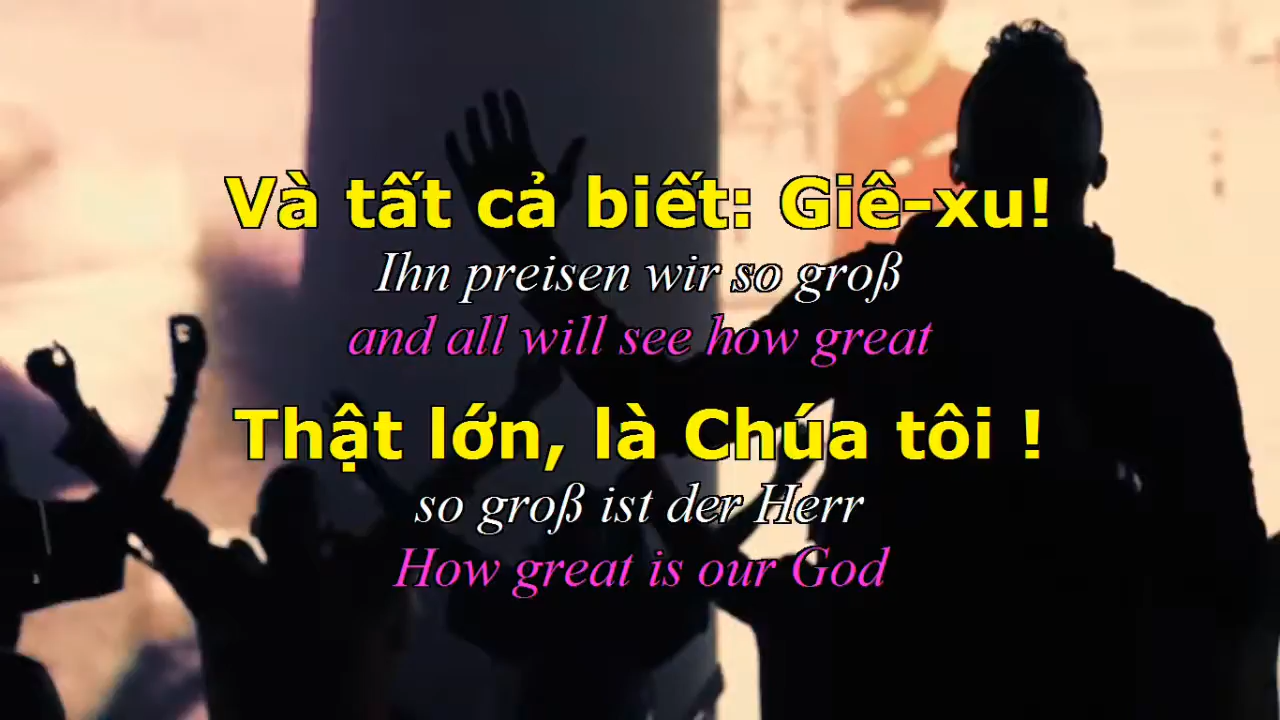 Và tất cả biết: Giê-xu!
Ihn preisen wir so groß
and all will see how great
Thật lớn, là Chúa tôi !
so groß ist der Herr
How great is our God